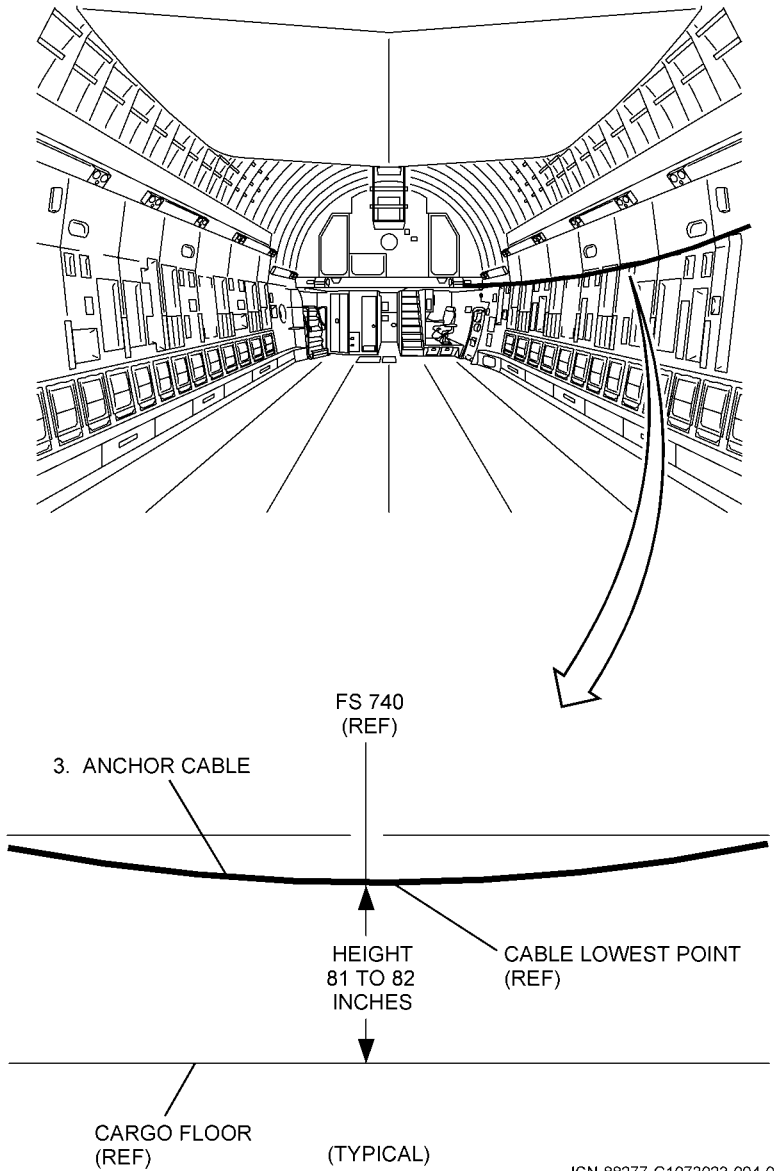 FS 740
(REF)
3. ANCHOR CABLE
HEIGHT
81 TO 82
INCHES
CABLE LOWEST POINT
(REF)
CARGO FLOOR
(REF)
(TYPICAL)